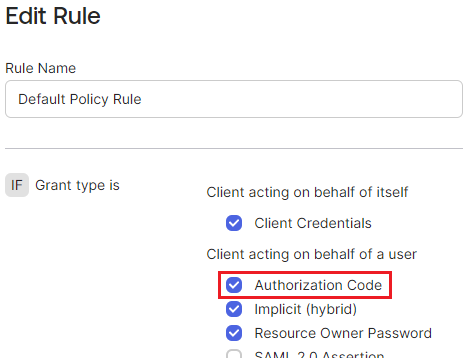 Edit Rule
Rule Name
Default Policy Rule
IF Grant type is
Client acting on behalf of itself
Client Credentials
Client acting on behalf of a user
Authorization Code
Implicit (hybrid)
Resource Owner Password
SAML 2.0 Assertion